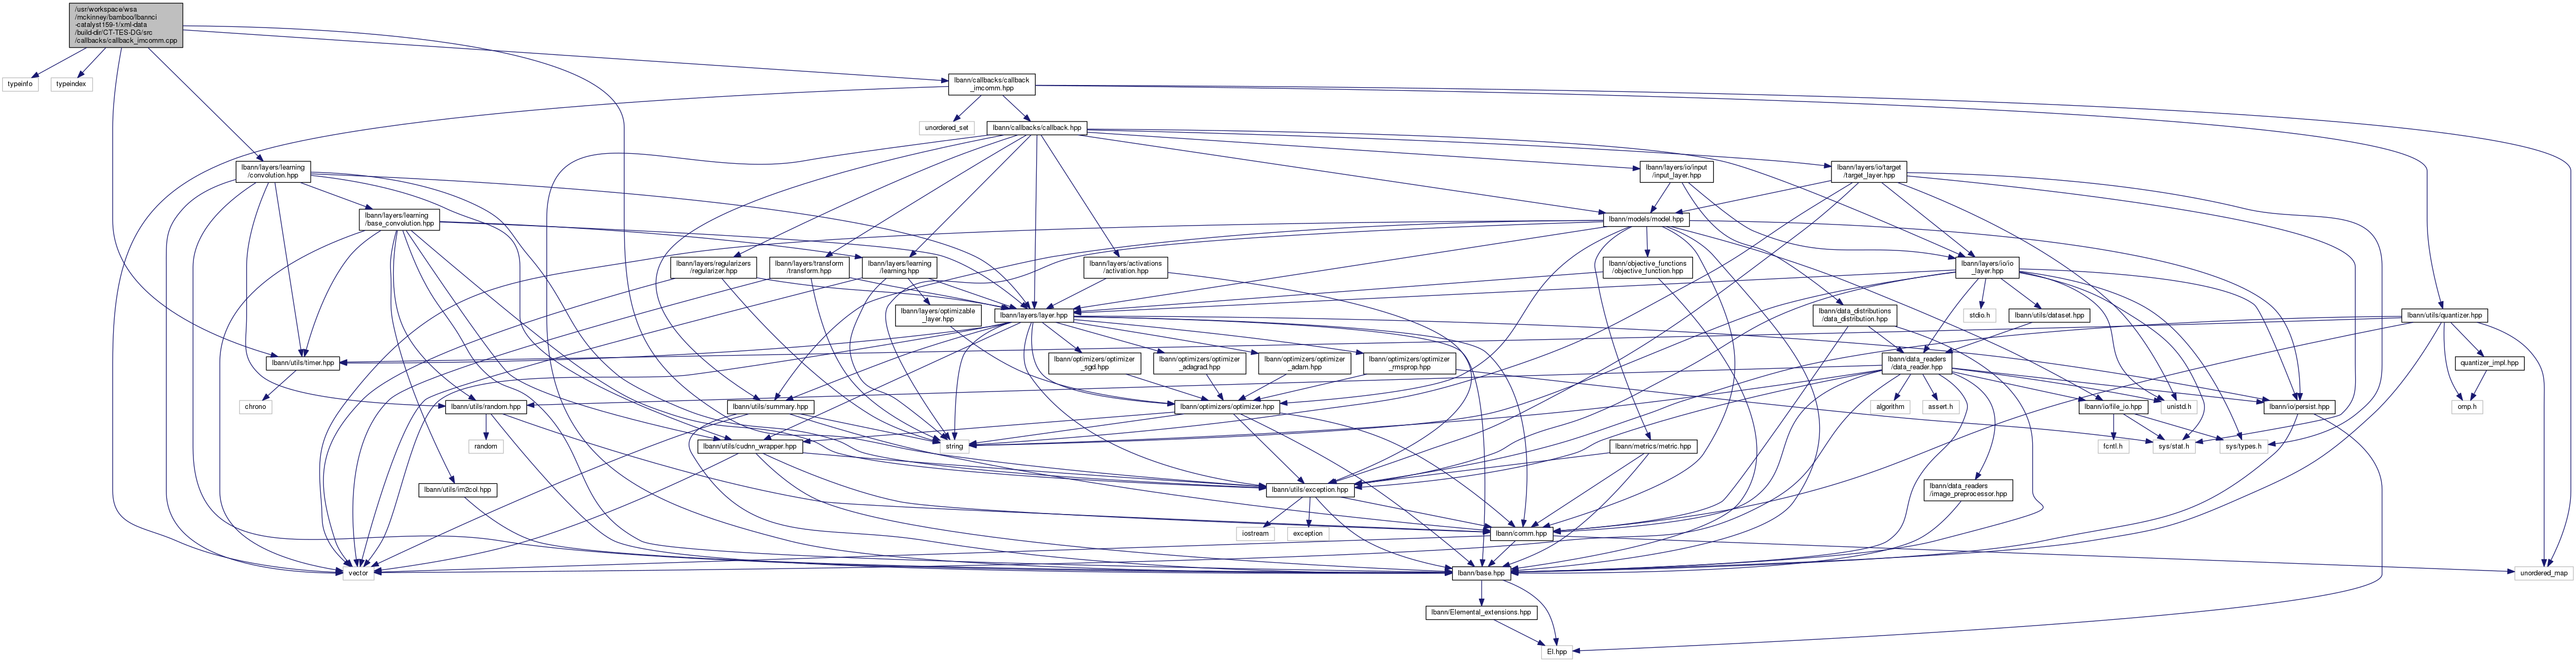 /usr/workspace/wsa
/mckinney/bamboo/lbannci
-catalyst159-1/xml-data
/build-dir/CT-TES-DG/src
/callbacks/callback_imcomm.cpp
typeinfo
typeindex
lbann/callbacks/callback
_imcomm.hpp
unordered_set
lbann/callbacks/callback.hpp
lbann/layers/learning
/convolution.hpp
lbann/layers/io/input
/input_layer.hpp
lbann/layers/io/target
/target_layer.hpp
lbann/layers/learning
/base_convolution.hpp
lbann/models/model.hpp
lbann/layers/regularizers
/regularizer.hpp
lbann/layers/transform
/transform.hpp
lbann/layers/learning
/learning.hpp
lbann/layers/activations
/activation.hpp
lbann/objective_functions
/objective_function.hpp
lbann/layers/io/io
_layer.hpp
lbann/layers/optimizable
_layer.hpp
lbann/layers/layer.hpp
lbann/data_distributions
/data_distribution.hpp
stdio.h
lbann/utils/dataset.hpp
lbann/utils/quantizer.hpp
lbann/utils/timer.hpp
lbann/optimizers/optimizer
_sgd.hpp
lbann/optimizers/optimizer
_adagrad.hpp
lbann/optimizers/optimizer
_adam.hpp
lbann/optimizers/optimizer
_rmsprop.hpp
lbann/data_readers
/data_reader.hpp
quantizer_impl.hpp
chrono
lbann/utils/random.hpp
lbann/utils/summary.hpp
lbann/optimizers/optimizer.hpp
algorithm
assert.h
lbann/io/file_io.hpp
unistd.h
lbann/io/persist.hpp
omp.h
random
lbann/utils/cudnn_wrapper.hpp
string
lbann/metrics/metric.hpp
fcntl.h
sys/stat.h
sys/types.h
lbann/utils/im2col.hpp
lbann/utils/exception.hpp
lbann/data_readers
/image_preprocessor.hpp
iostream
exception
lbann/comm.hpp
vector
lbann/base.hpp
unordered_map
lbann/Elemental_extensions.hpp
El.hpp